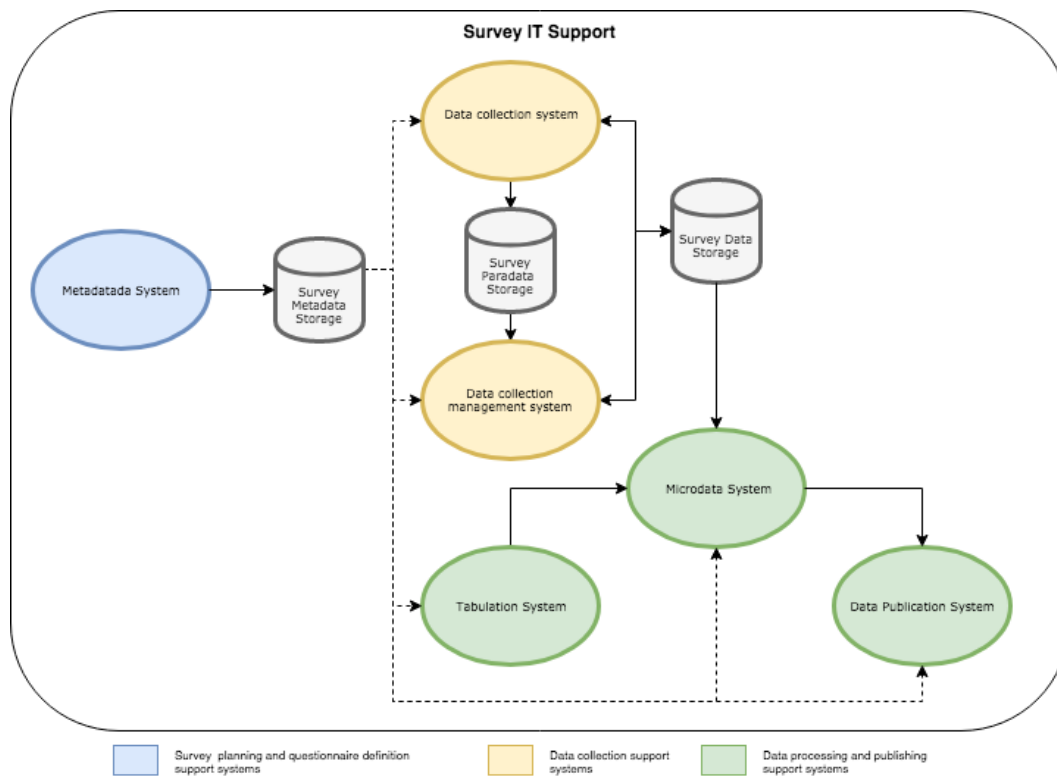 Survey IT Support
Data collection system
Survey Data
Storage
Survey
Paradata
Storage
Metadatada System
Survey
Metadata
Storage
Data collection
management system
Microdata System
Tabulation System
Data Publication System
Survey planning and questionnaire definition
support systems
Data collection support
systems
Data processing and publishing
support systems